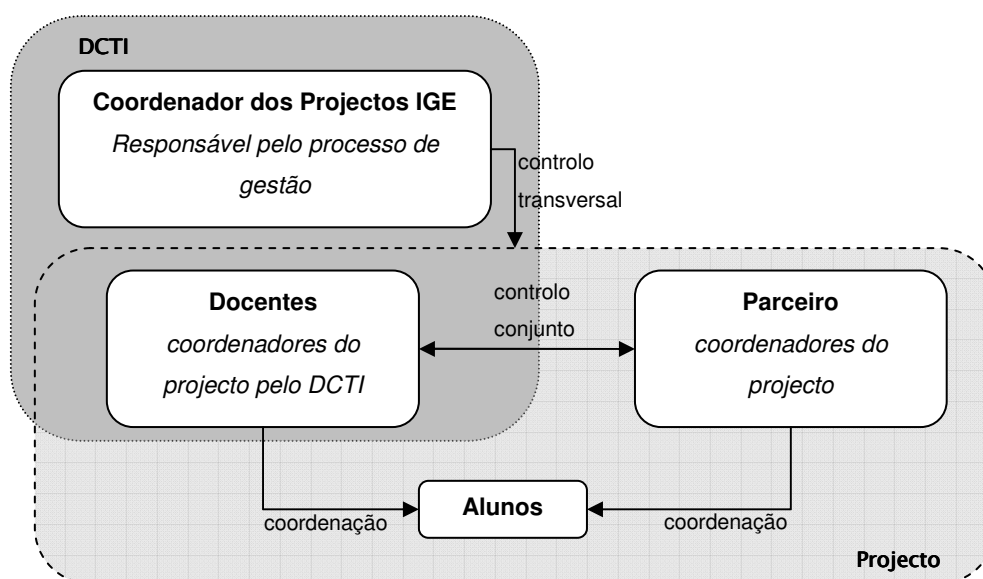 DCTI
Coordenador dos Projectos IGE
Responsável pelo processo de
gestão
controlo
transversal
Docentes
coordenadores do
projecto pelo DCTI
controlo
conjunto
Parceiro
coordenadores do
projecto
Alunos
coordenação
coordenação
Projecto